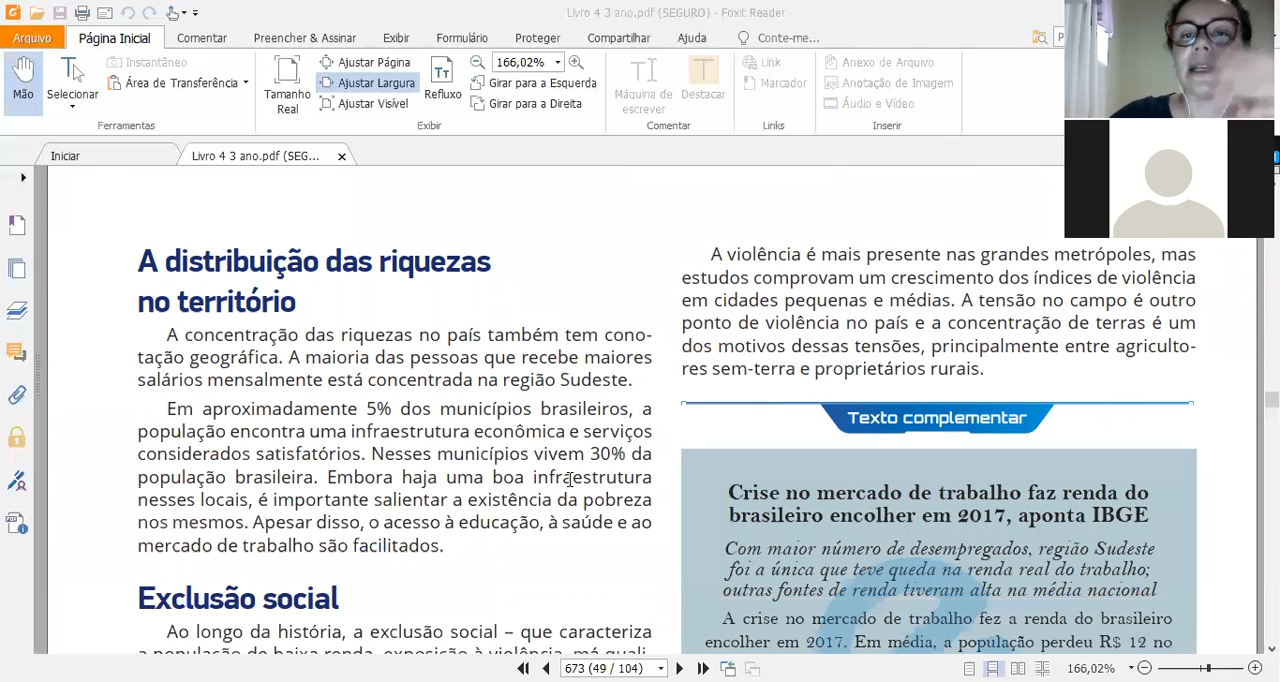 Livro 4 3 ano.pdf (SEGURO) - Foxit Reader
Arquivo
Página Inicial
Comentar
Preencher & Assinar
Exibir
Formulário
Proteger
Compartilhar
Ajuda
Conte-me...
P
Mão
Selecionar
Instantâneo
Área de Transferência
Ferramentas
Tamanho
Real
Ajustar Página
Ajustar Largura
Ajustar Visível
Refluxo
166,02%
Girar para a Esquerda
Girar para a Direita
Exibir
Máquina de
escrever
Destacar
Comentar
Link
Marcador
Links
Anexo de Arquivo
Anotação de Imagem
Áudio e Vídeo
Inserir
Iniciar
Livro 4 3 ano.pdf (SEG...
A distribuição das riquezas
no território
A concentração das riquezas no país também tem cono-
tação geográfica. A maioria das pessoas que recebe maiores
salários mensalmente está concentrada na região Sudeste.
Em aproximadamente 5% dos municípios brasileiros, a
população encontra uma infraestrutura econômica e serviços
considerados satisfatórios. Nesses municípios vivem 30% da
população brasileira. Embora haja uma boa infraestrutura
nesses locais, é importante salientar a existência da pobreza
nos mesmos. Apesar disso, o acesso à educação, à saúde e ao
mercado de trabalho são facilitados.
Exclusão social
Ao longo da história, a exclusão social – que caracteriza
a população de baixa renda, exposição à violência, má quali-
A violência é mais presente nas grandes metrópoles, mas
estudos comprovam um crescimento dos índices de violência
em cidades pequenas e médias. A tensão no campo é outro
ponto de violência no país e a concentração de terras é um
dos motivos dessas tensões, principalmente entre agriculto-
res sem-terra e proprietários rurais.
Texto complementar
Crise no mercado de trabalho faz renda do
brasileiro encolher em 2017, aponta IBGE
Com maior número de desempregados, região Sudeste
foi a única que teve queda na renda real do trabalho;
outras fontes de renda tiveram alta na média nacional
A crise no mercado de trabalho fez a renda do brasileiro
encolher em 2017. Em média, a população perdeu R$ 12 no
673 (49 / 104)
166,02%